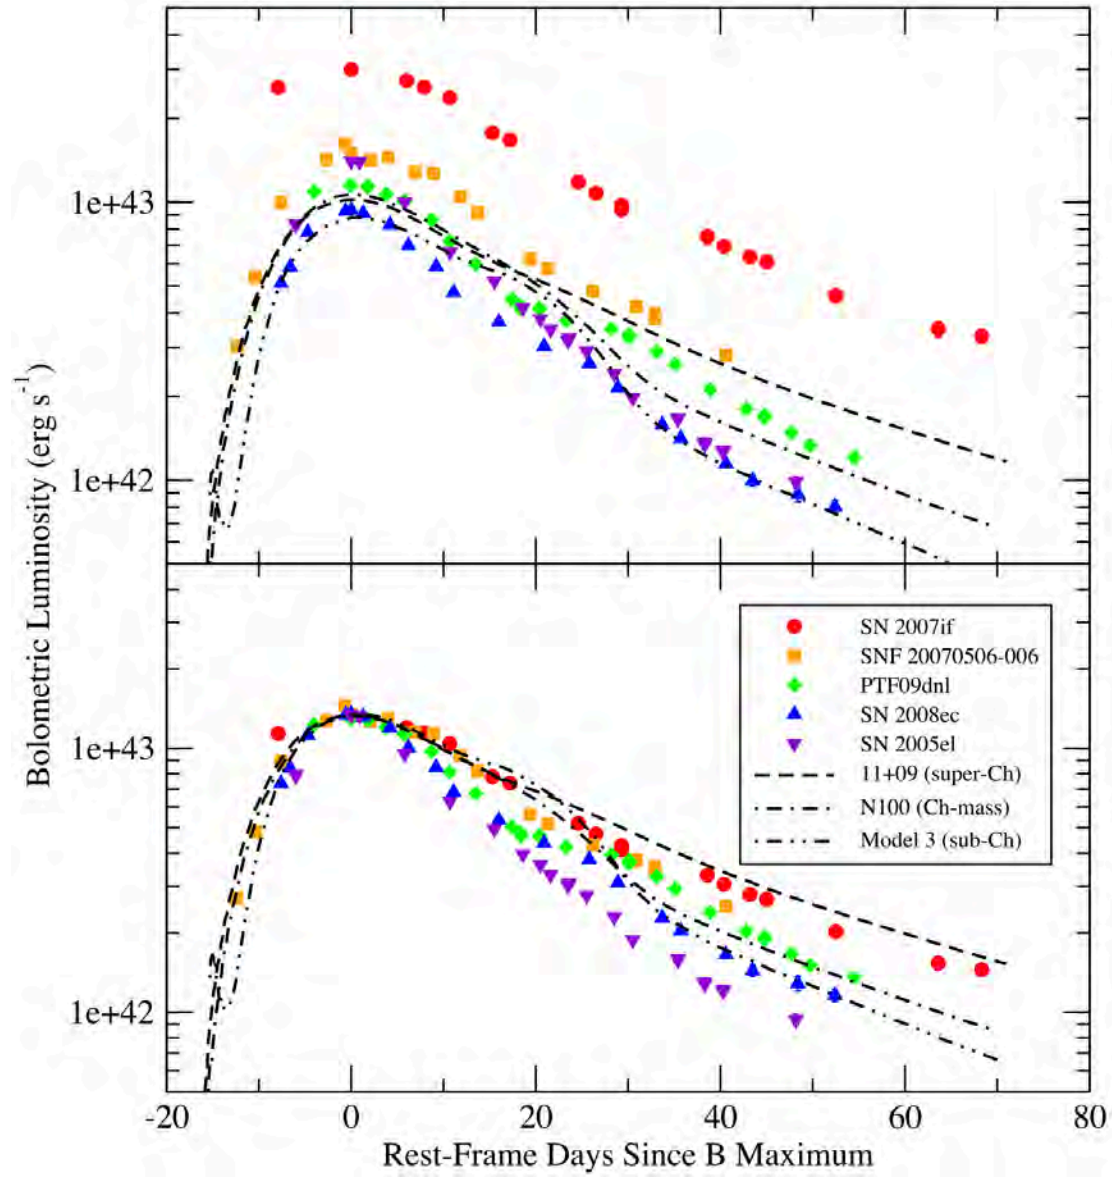 1e+43
1e+42
Bolometric Luminosity (erg s⁻¹)
SN 2007if
SNF 20070506-006
PTF09dnl
SN 2008ec
SN 2005el
11+09 (super-Ch)
N100 (Ch-mass)
Model 3 (sub-Ch)
1e+43
1e+42
-20 0 20 40 60 80
Rest-Frame Days Since B Maximum